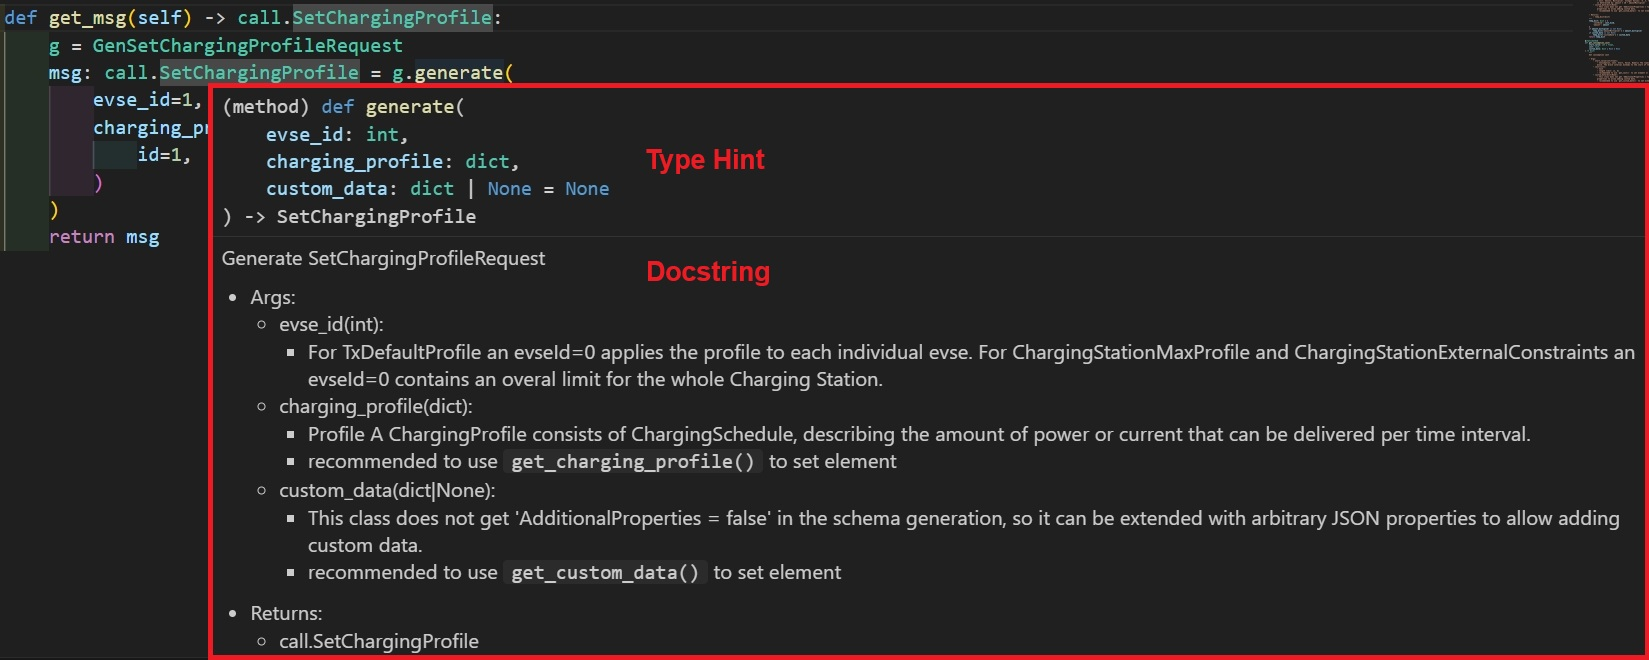 def get_msg(self) -> call.SetChargingProfile:
g = GenSetChargingProfileRequest
msg: call.SetChargingProfile = g.generate(
evse_id=1,
charging_pr
id=1,
)
)
return msg
(method) def generate(
evse_id: int,
charging_profile: dict,
custom_data: dict | None = None
) -> SetChargingProfile
Type Hint
Generate SetChargingProfileRequest
Docstring
• Args:
○ evse_id(int):
▪ For TxDefaultProfile an evseId=0 applies the profile to each individual evse. For ChargingStationMaxProfile and ChargingStationExternalConstraints an
evseId=0 contains an overal limit for the whole Charging Station.
○ charging_profile(dict):
▪ Profile A ChargingProfile consists of ChargingSchedule, describing the amount of power or current that can be delivered per time interval.
▪ recommended to use get_charging_profile() to set element
○ custom_data(dict|None):
▪ This class does not get 'AdditionalProperties = false' in the schema generation, so it can be extended with arbitrary JSON properties to allow adding
custom data.
▪ recommended to use get_custom_data() to set element
• Returns:
○ call.SetChargingProfile